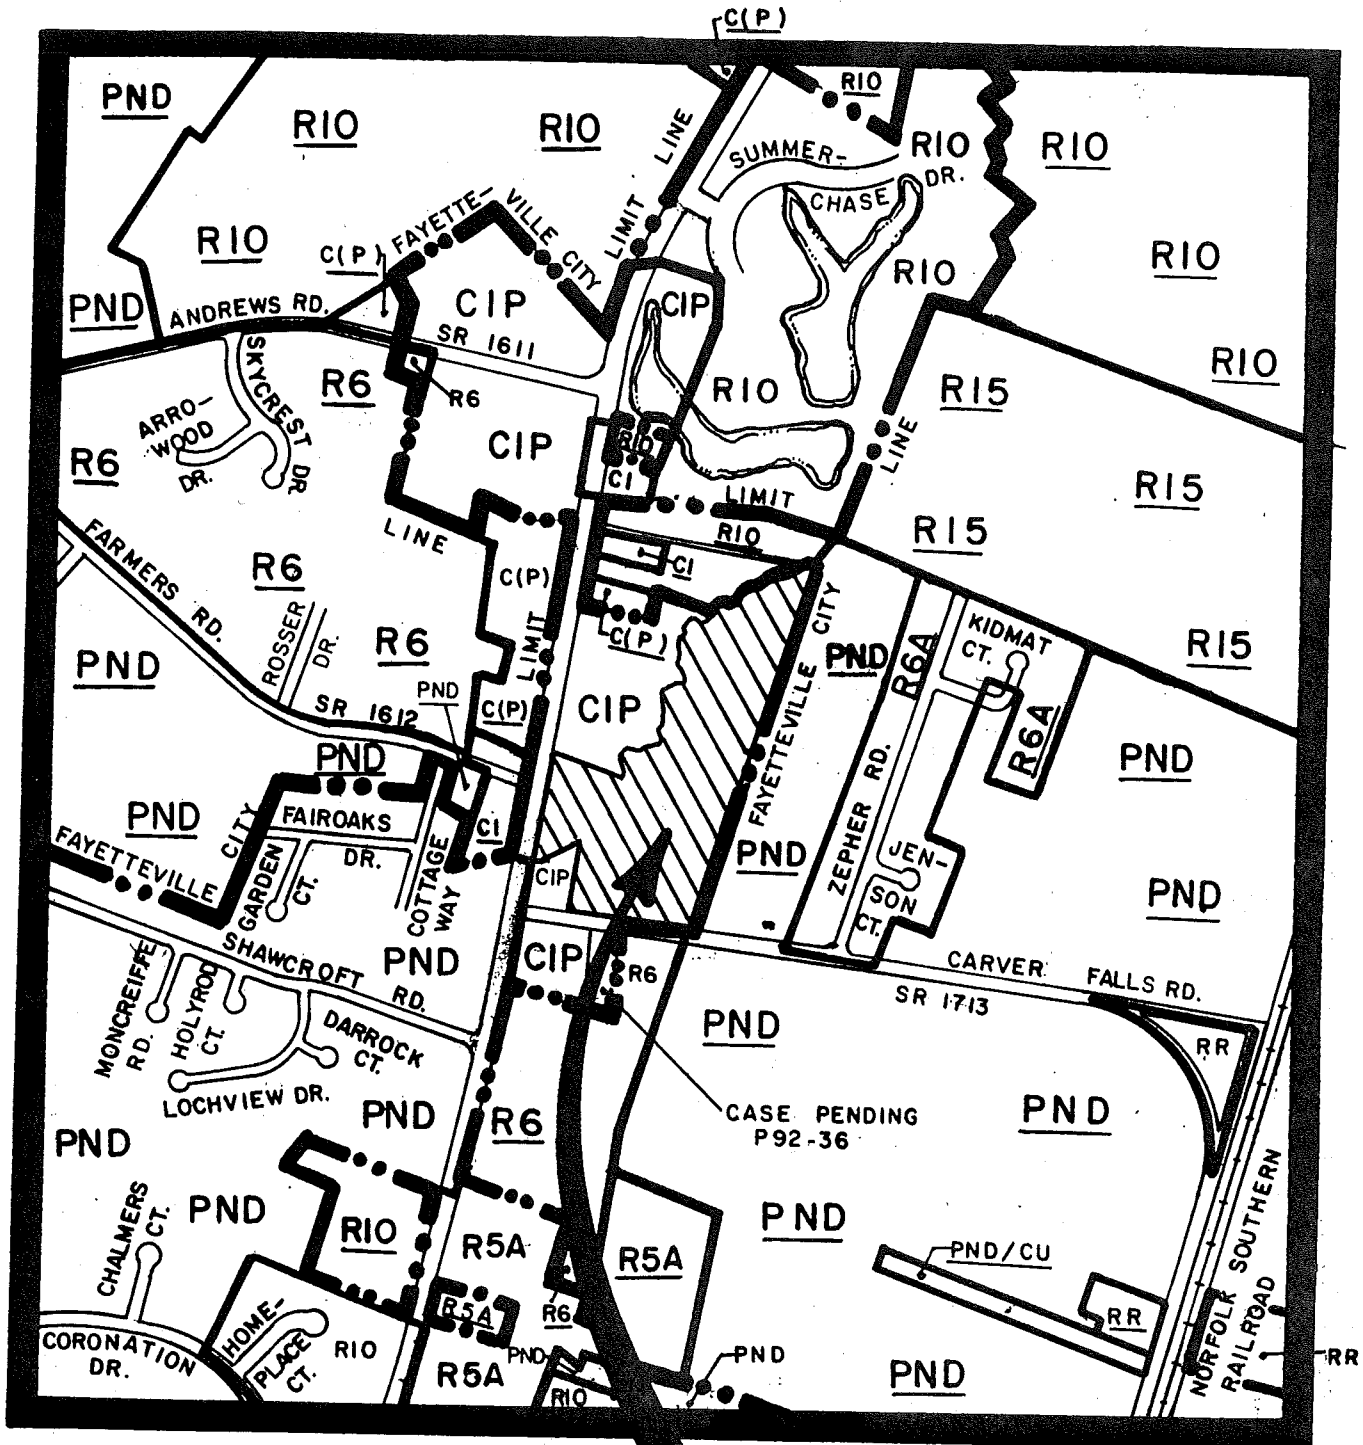 C(P)
PND
R10
R10
R10
SUMMER-
CHASE
DR.
R10
R10
LINE
LIMIT
FAYETTE-
VILLE
CITY
R10
C(P)
C1P
C1P
R10
R10
PND
ANDREWS RD.
SR 1611
R10
R15
R10
SKYCREST DR
R6
R6
ARRO-
WOOD
DR.
R6
C1P
R10
C1
LINE
LIMIT
R15
R15
LINE
R10
C1
FARMERS RD.
R6
C(P)
LIMIT
C(P)
CITY
FAYETTEVILLE
PND
R6A
KIDMAT
CT.
R15
ROSSER
DR.
R6
PND
PND
C(P)
C1P
SR 1612
R6A
PND
PND
PND
FAYETTEVILLE
CITY
FAIROAKS
DR.
C1
ZEPHER RD.
PND
JEN-
SON
CT.
PND
GARDEN
CT.
COTTAGE
WAY
C1P
SHAWCROFT
RD.
PND
C1P
R6
CARVER FALLS RD.
SR 1713
MONCREIFFE
RD.
HOLYROD
CT.
DARROCK
CT.
PND
RR
LOCHVIEW DR.
PND
R6
CASE PENDING
P92-36
PND
PND
CHALMERS
CT.
PND
R10
R5A
R5A
PND
PND/CU
R5A
R6
RR
NORFOLK SOUTHERN
RAILROAD
RR
CORONATION
DR.
HOME-
PLACE
CT.
R10
R5A
PND
R10
PND
PND